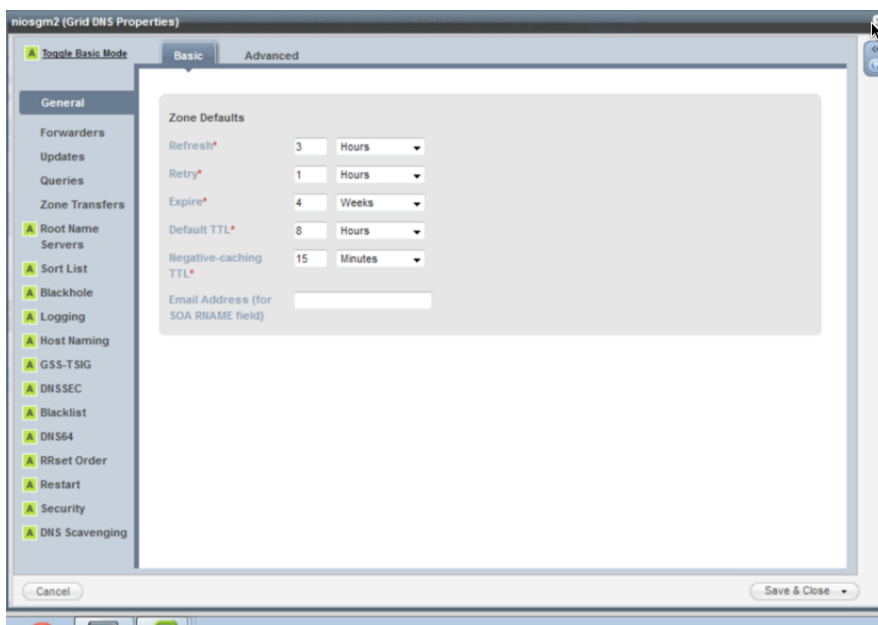 niosgm2 (Grid DNS Properties)
A Toggle Basic Mode
Basic
Advanced
General
Forwarders
Updates
Queries
Zone Transfers
A Root Name
Servers
A Sort List
A Blackhole
A Logging
A Host Naming
A GSS-TSIG
A DNSSEC
A Blacklist
A DNS64
A RRset Order
A Restart
A Security
A DNS Scavenging
Zone Defaults
Refresh* 3 Hours
Retry* 1 Hours
Expire* 4 Weeks
Default TTL* 8 Hours
Negative-caching 15 Minutes
TTL*
Email Address (for
SOA RNAME field)
Cancel
Save & Close